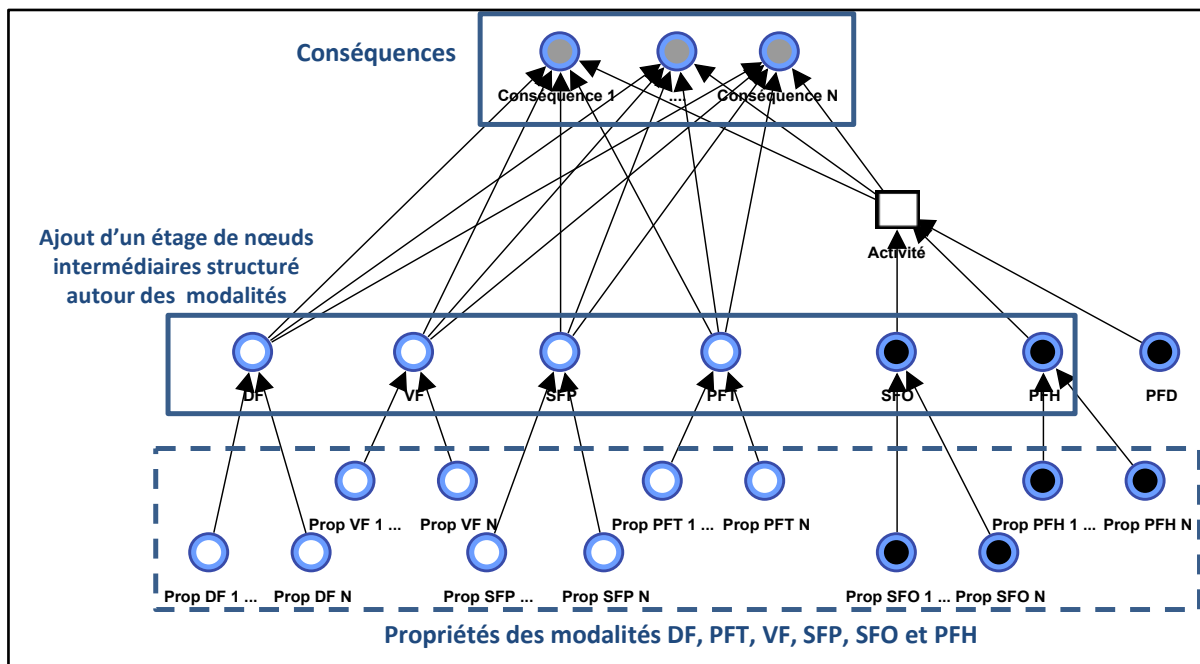 Conséquences
Conséquence 1 .... Conséquence N
Activité
Ajout d’un étage de nœuds
intermédiaires structuré
autour des modalités
DF VF SFP PFT SFO PFH PFD
Prop VF 1 ... Prop VF N Prop PFT 1 ... Prop PFT N Prop PFH 1 ... Prop PFH N
Prop DF 1 ... Prop DF N Prop SFP ... Prop SFP N Prop SFO 1 ... Prop SFO N
Propriétés des modalités DF, PFT, VF, SFP, SFO et PFH